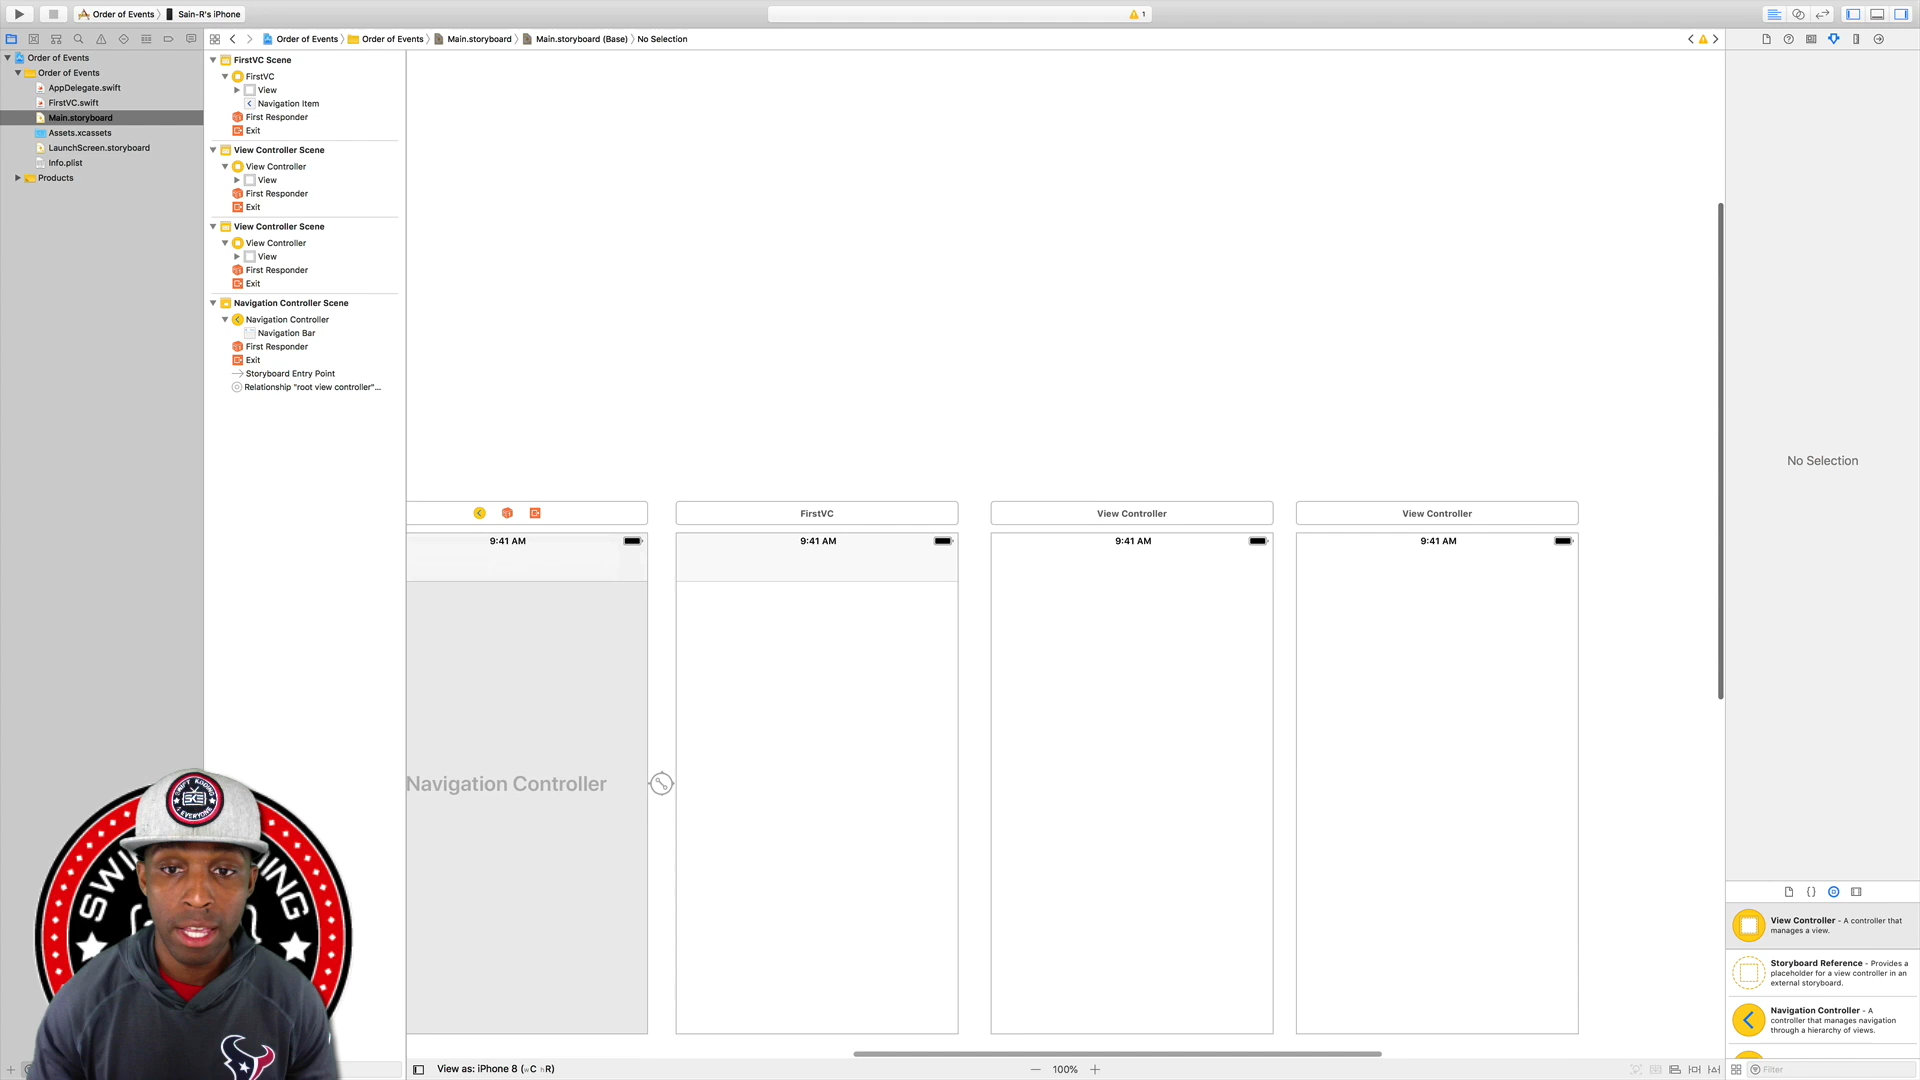 Order of Events
Sain-R's iPhone
1
Order of Events
Order of Events
Main.storyboard
Main.storyboard (Base)
No Selection
Order of Events
Order of Events
AppDelegate.swift
FirstVC.swift
Main.storyboard
Assets.xcassets
LaunchScreen.storyboard
Info.plist
Products
FirstVC Scene
FirstVC
View
Navigation Item
First Responder
Exit
View Controller Scene
View Controller
View
First Responder
Exit
View Controller Scene
View Controller
View
First Responder
Exit
Navigation Controller Scene
Navigation Controller
Navigation Bar
First Responder
Exit
Storyboard Entry Point
Relationship "root view controller"...
FirstVC
View Controller
View Controller
9:41 AM
9:41 AM
9:41 AM
9:41 AM
Navigation Controller
No Selection
View Controller - A controller that
manages a view.
Storyboard Reference - Provides a
placeholder for a view controller in an
external storyboard.
Navigation Controller - A
controller that manages navigation
through a hierarchy of views.
Filter
View as: iPhone 8 (wC hR)
100%
SWIFT KODING
EVERYONE
SKE